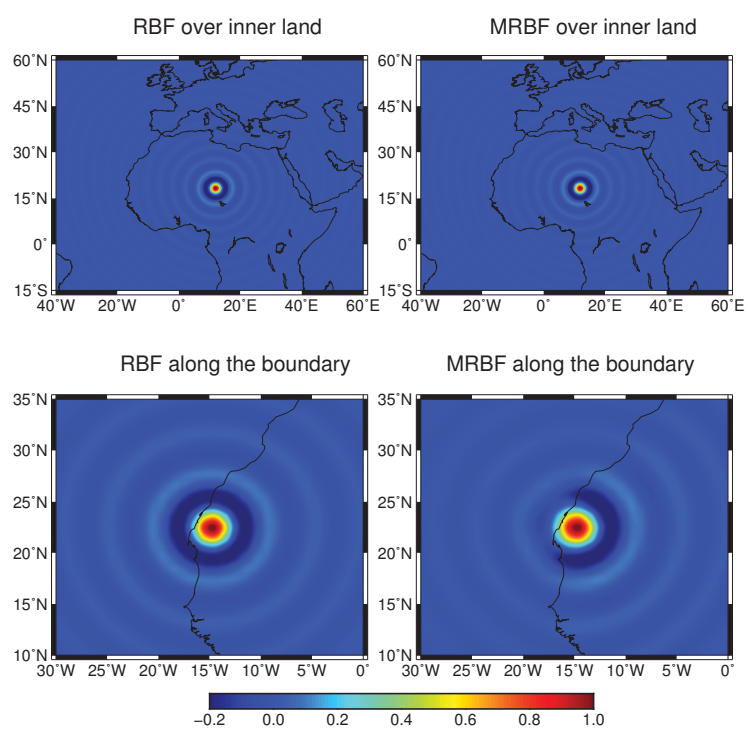 RBF over inner land
MRBF over inner land
60˚N
45˚N
30˚N
15˚N
0˚
15˚S
40˚W 20˚W 0˚ 20˚E 40˚E 60˚E
60˚N
45˚N
30˚N
15˚N
0˚
15˚S
40˚W 20˚W 0˚ 20˚E 40˚E 60˚E
RBF along the boundary
MRBF along the boundary
35˚N
30˚N
25˚N
20˚N
15˚N
10˚N
30˚W 25˚W 20˚W 15˚W 10˚W 5˚W 0˚
35˚N
30˚N
25˚N
20˚N
15˚N
10˚N
30˚W 25˚W 20˚W 15˚W 10˚W 5˚W 0˚
−0.2 0.0 0.2 0.4 0.6 0.8 1.0